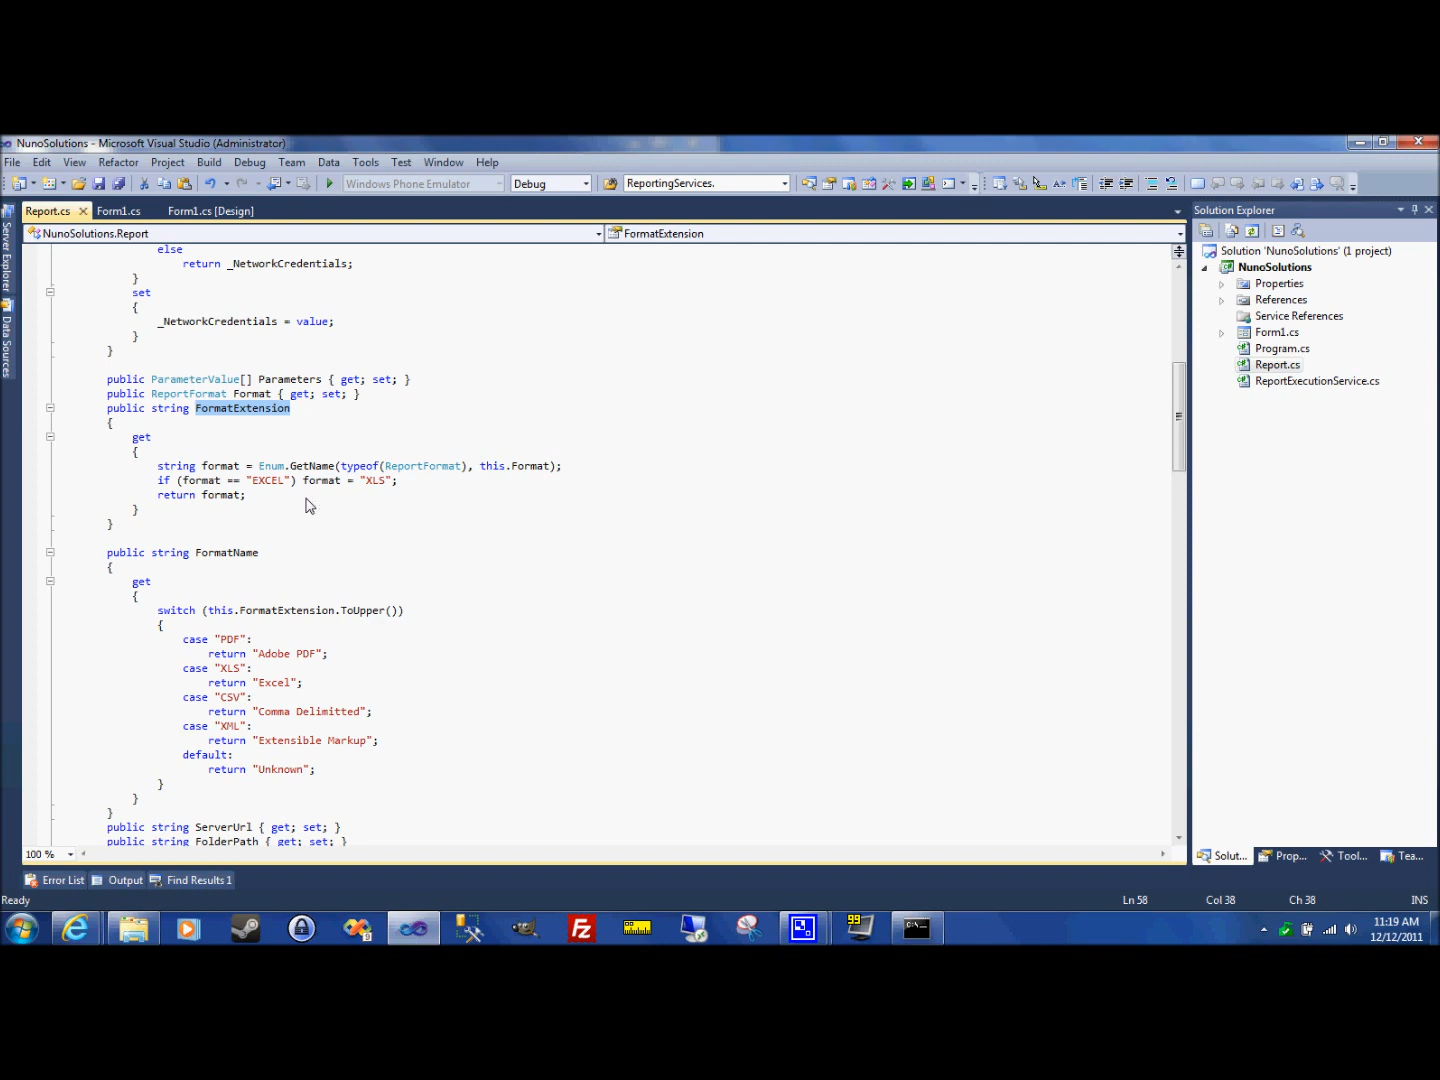 NunoSolutions - Microsoft Visual Studio (Administrator)
File Edit View Refactor Project Build Debug Team Data Tools Test Window Help
Windows Phone Emulator Debug ReportingServices.
Report.cs Form1.cs Form1.cs [Design]
NunoSolutions.Report FormatExtension
Server Explorer
Data Sources
else
return _NetworkCredentials;
}
set
{
_NetworkCredentials = value;
}
}
public ParameterValue[] Parameters { get; set; }
public ReportFormat Format { get; set; }
public string FormatExtension
{
get
{
string format = Enum.GetName(typeof(ReportFormat), this.Format);
if (format == "EXCEL") format = "XLS";
return format;
}
}
public string FormatName
{
get
{
switch (this.FormatExtension.ToUpper())
{
case "PDF":
return "Adobe PDF";
case "XLS":
return "Excel";
case "CSV":
return "Comma Delimitted";
case "XML":
return "Extensible Markup";
default:
return "Unknown";
}
}
}
public string ServerUrl { get; set; }
public string FolderPath { get; set; }
100 %
Solution Explorer
Solution 'NunoSolutions' (1 project)
NunoSolutions
Properties
References
Service References
Form1.cs
Program.cs
Report.cs
ReportExecutionService.cs
Solut... Prop... Tool... Tea...
Error List Output Find Results 1
Ready Ln 58 Col 38 Ch 38 INS
99
C:\_
11:19 AM
12/12/2011